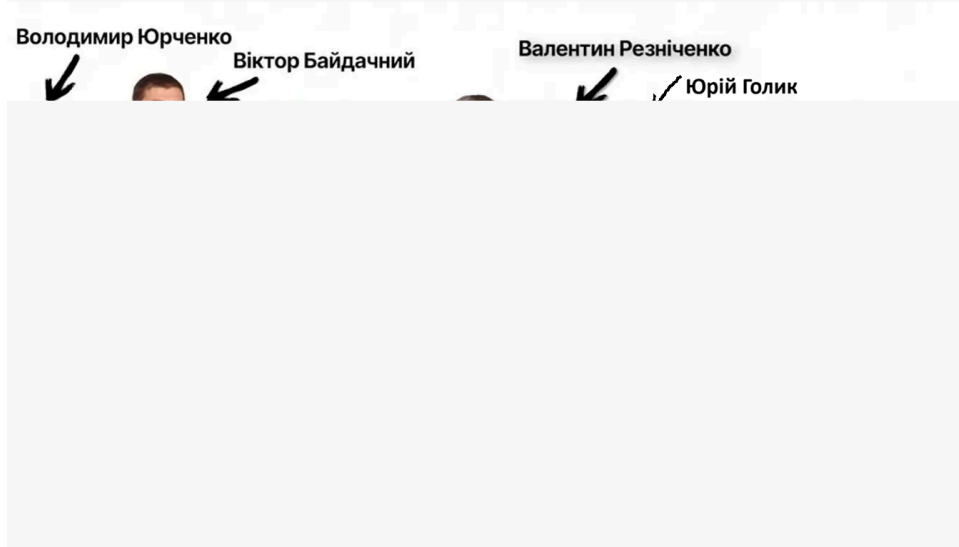 Володимир Юрченко
Віктор Байдачний
Валентин Резніченко
Юрій Голик